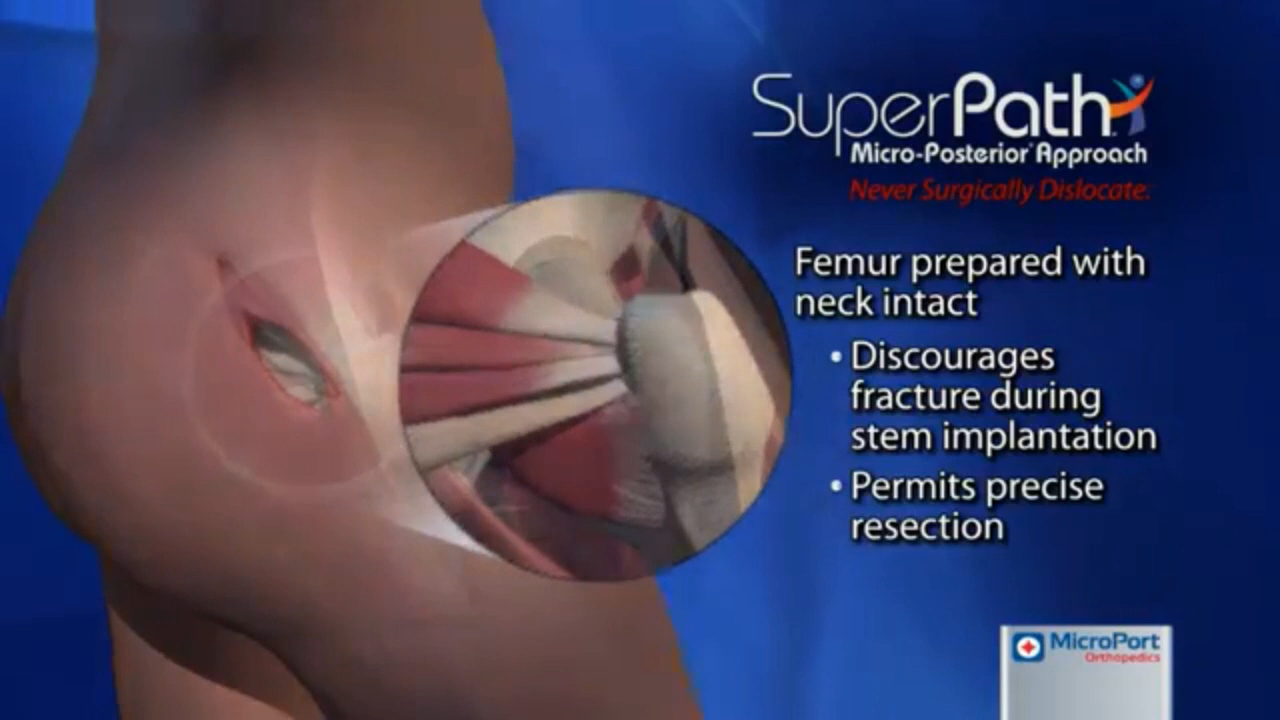 SuperPath
Micro-Posterior Approach
Never Surgically Dislocate.
Femur prepared with
neck intact
• Discourages
fracture during
stem implantation
• Permits precise
resection
MicroPort
Orthopedics